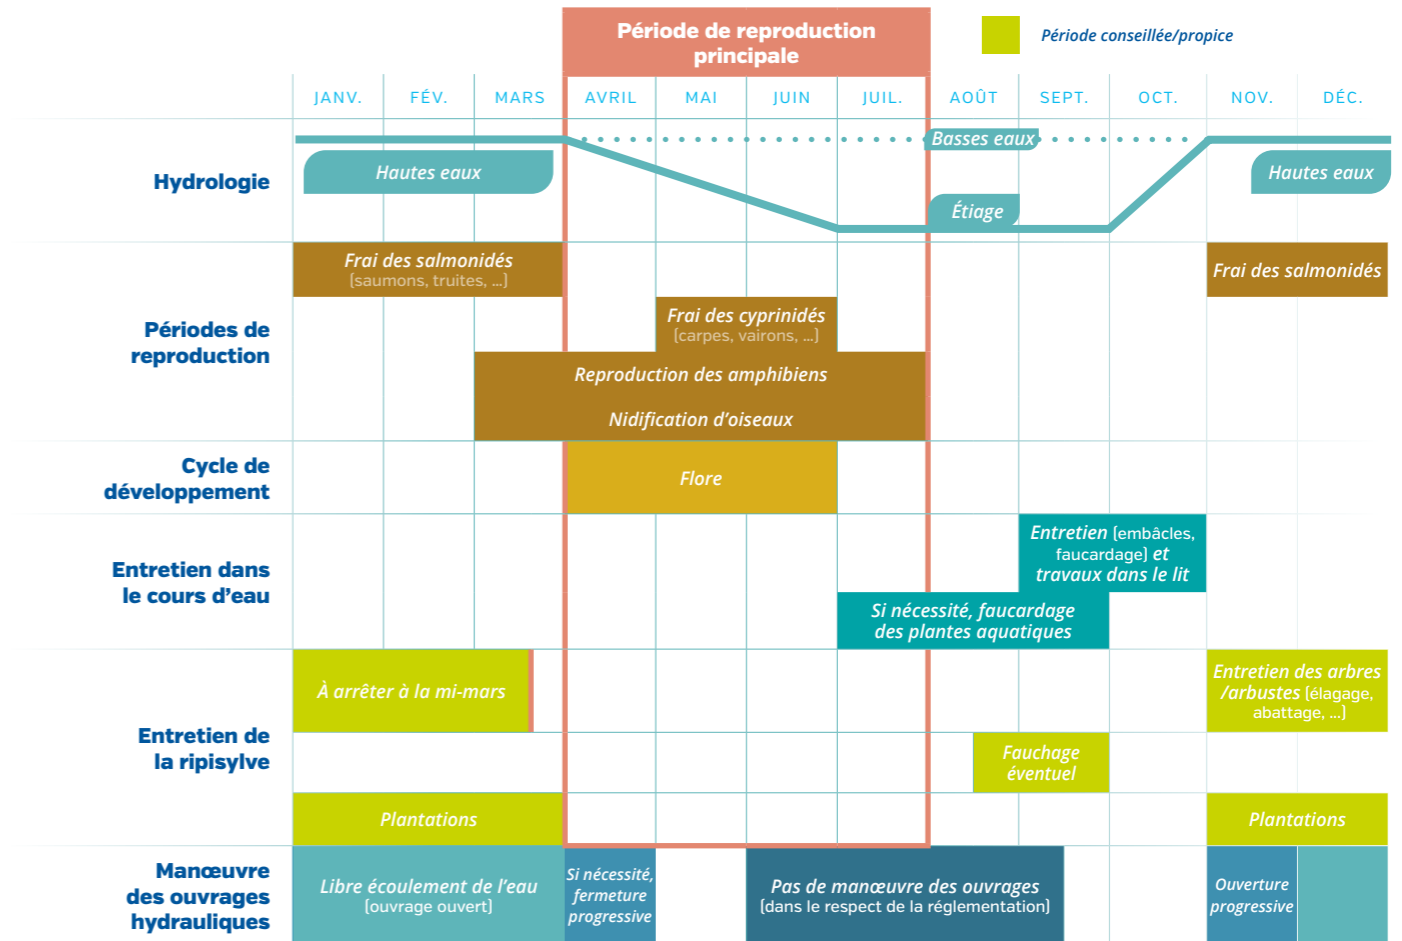 Période de reproduction
principale
Période conseillée/propice
JANV.
FÉV.
MARS
AVRIL
MAI
JUIN
JUIL.
AOÛT
SEPT.
OCT.
NOV.
DÉC.
Hydrologie
Hautes eaux
Basses eaux
Étiage
Hautes eaux
Périodes de
reproduction
Frai des salmonidés
(saumons, truites, ...)
Frai des salmonidés
Frai des cyprinidés
(carpes, vairons, ...)
Reproduction des amphibiens
Nidification d'oiseaux
Cycle de
développement
Flore
Entretien dans
le cours d'eau
Entretien (embâcles,
faucardage) et
travaux dans le lit
Si nécessité, faucardage
des plantes aquatiques
Entretien de
la ripisylve
À arrêter à la mi-mars
Entretien des arbres
/arbustes (élagage,
abattage, ...)
Fauchage
éventuel
Plantations
Plantations
Manœuvre
des ouvrages
hydrauliques
Libre écoulement de l'eau
(ouvrage ouvert)
Si nécessité,
fermeture
progressive
Pas de manœuvre des ouvrages
(dans le respect de la réglementation)
Ouverture
progressive